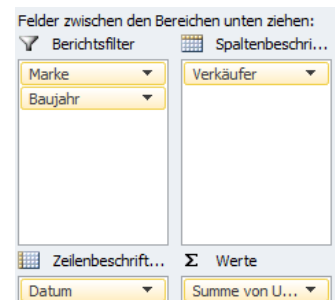 Felder zwischen den Bereichen unten ziehen:
Berichtsfilter Spaltenbeschri...
Marke Verkäufer
Baujahr
Zeilenbeschrift... Σ Werte
Datum Summe von U...